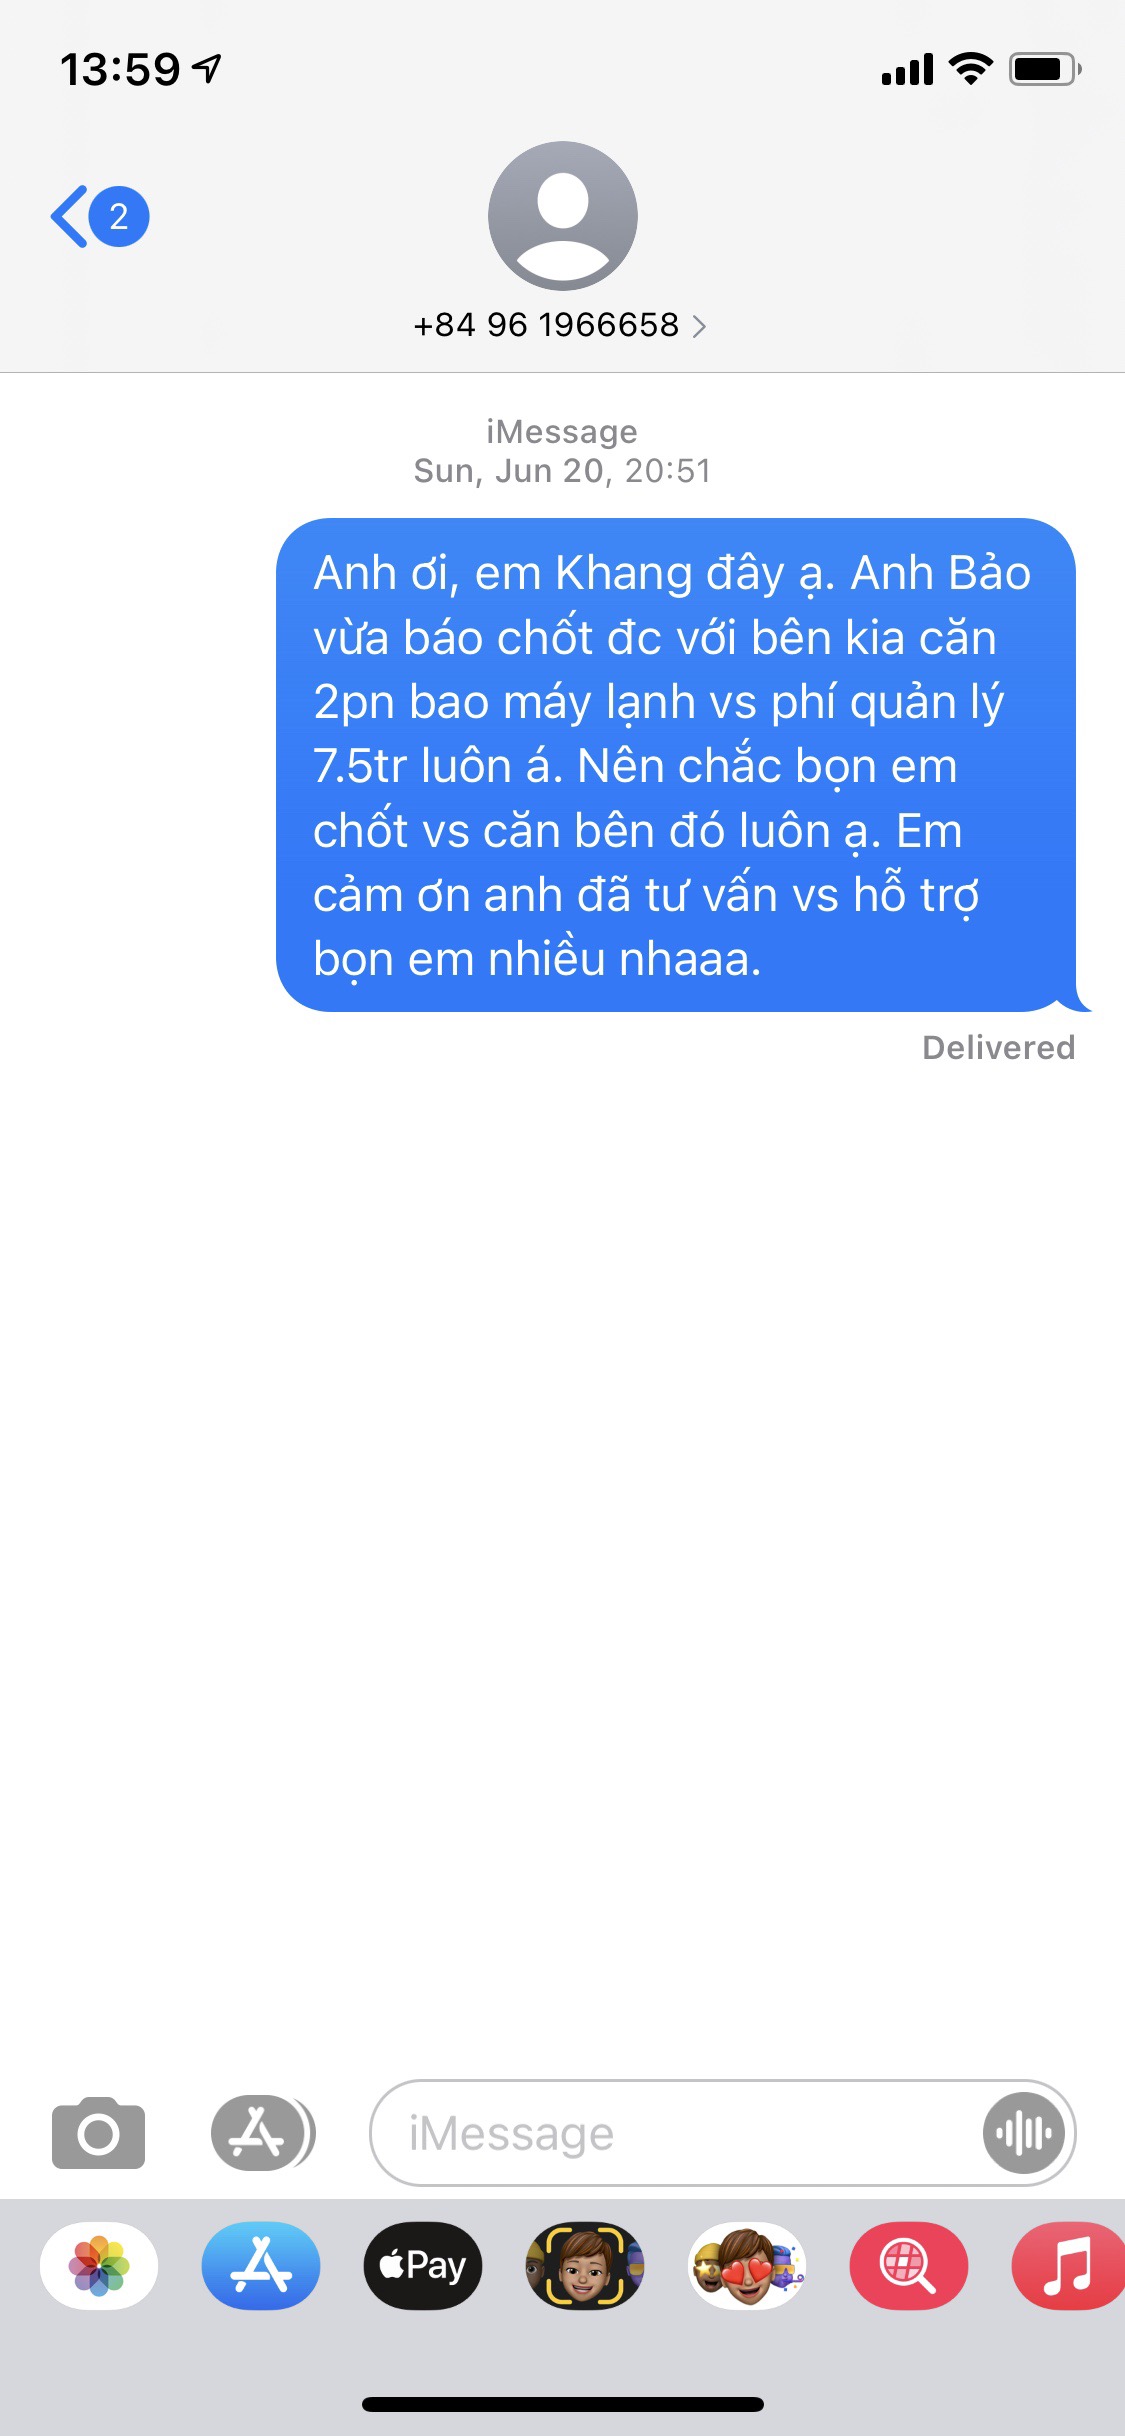 13:59
2
+84 96 1966658
iMessage
Sun, Jun 20, 20:51
Anh ơi, em Khang đây ạ. Anh Bảo
vừa báo chốt đc với bên kia căn
2pn bao máy lạnh vs phí quản lý
7.5tr luôn á. Nên chắc bọn em
chốt vs căn bên đó luôn ạ. Em
cảm ơn anh đã tư vấn vs hỗ trợ
bọn em nhiều nhaaa.
Delivered
iMessage
Pay